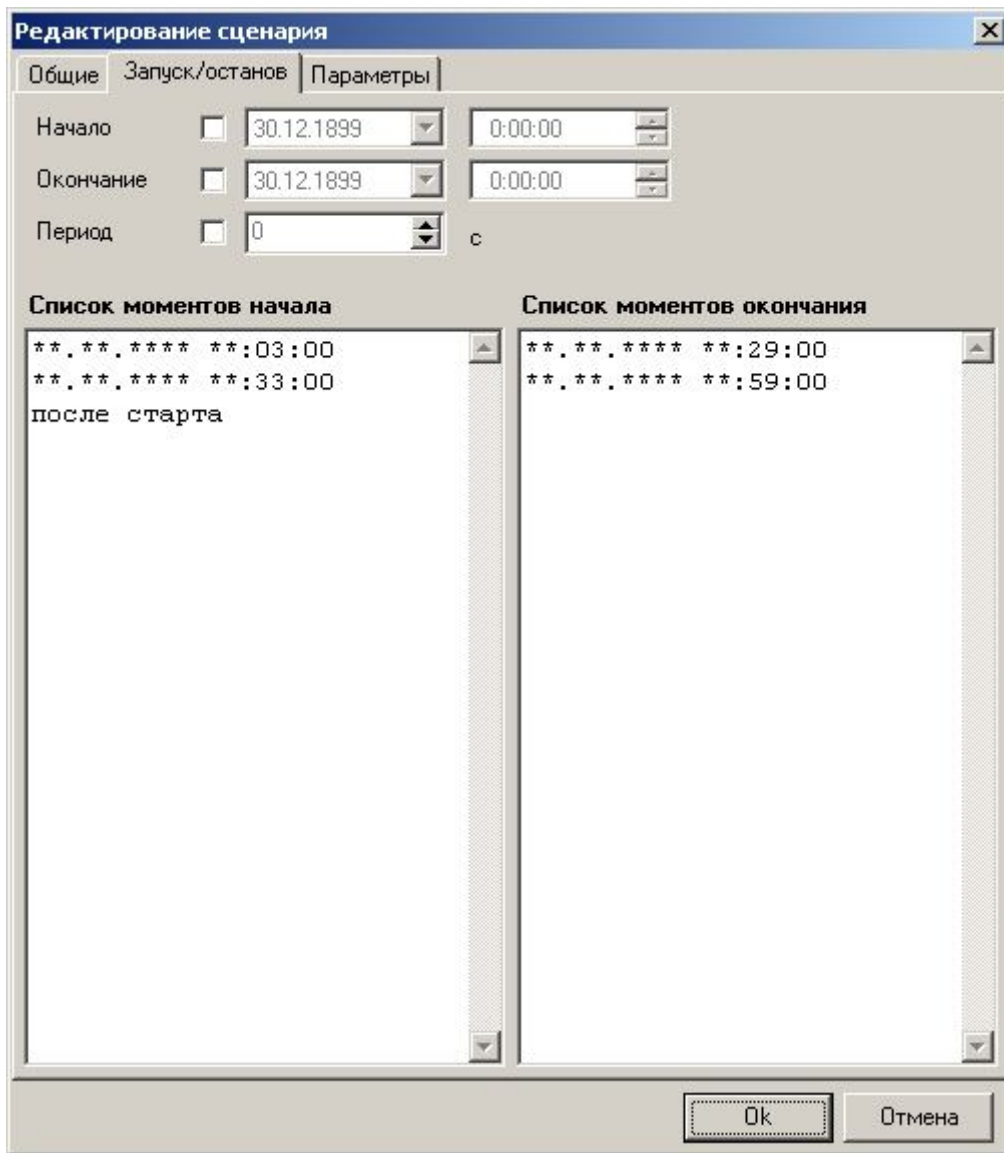 Редактирование сценария
Общие Запуск/останов Параметры
Начало 30.12.1899 0:00:00
Окончание 30.12.1899 0:00:00
Период 0 с
Список моментов начала Список моментов окончания
**.**.**** **:03:00 **.**.**** **:29:00
**.**.**** **:33:00 **.**.**** **:59:00
после старта
Ok Отмена